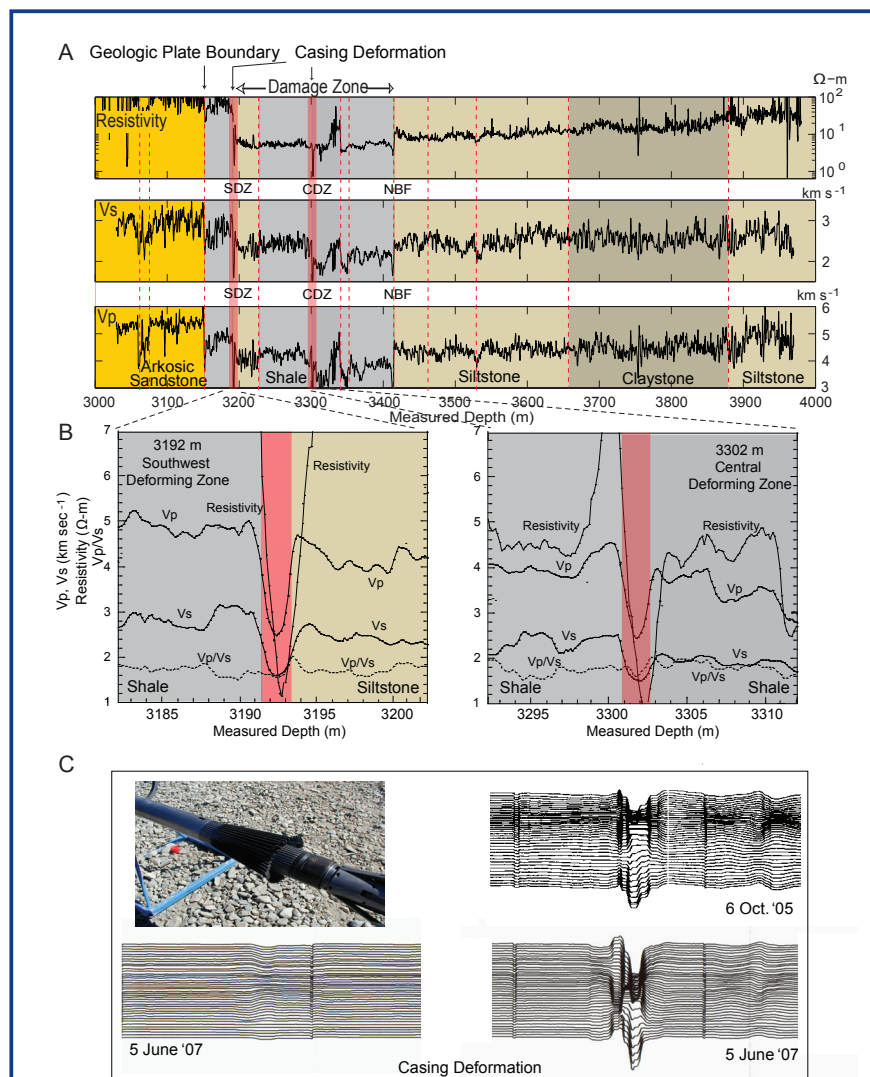 A
Geologic Plate Boundary Casing Deformation
Damage Zone
Ω-m
Resistivity
10²
10¹
10⁰
SDZ CDZ NBF km s⁻¹
Vs
3
2
SDZ CDZ NBF km s⁻¹
Vp
6
5
4
3
Arkosic
Sandstone Shale Siltstone Claystone Siltstone
3000 3100 3200 3300 3400 3500 3600 3700 3800 3900 4000
Measured Depth (m)
B
Vp, Vs (km sec⁻¹)
Resistivity (Ω-m)
Vp/Vs
7
6
5
4
3
2
1
3192 m
Southwest
Deforming Zone
Resistivity
Vp
Resistivity
Vp
Vs
Vs
Vp/Vs
Vp/Vs
Shale Siltstone
3185 3190 3195 3200
Measured Depth (m)
7
6
5
4
3
2
1
3302 m
Central
Deforming Zone
Resistivity
Resistivity
Vp
Vp
Vs
Vs
Vp/Vs
Vp/Vs
Shale Shale
3295 3300 3305 3310
Measured Depth (m)
C
6 Oct. '05
5 June '07
5 June '07
Casing Deformation